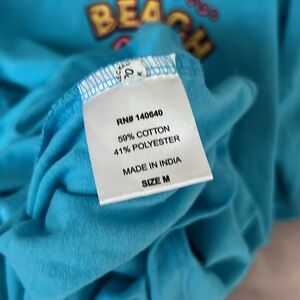 BEACH
RN# 140640
59% COTTON
41% POLYESTER
MADE IN INDIA
SIZE M